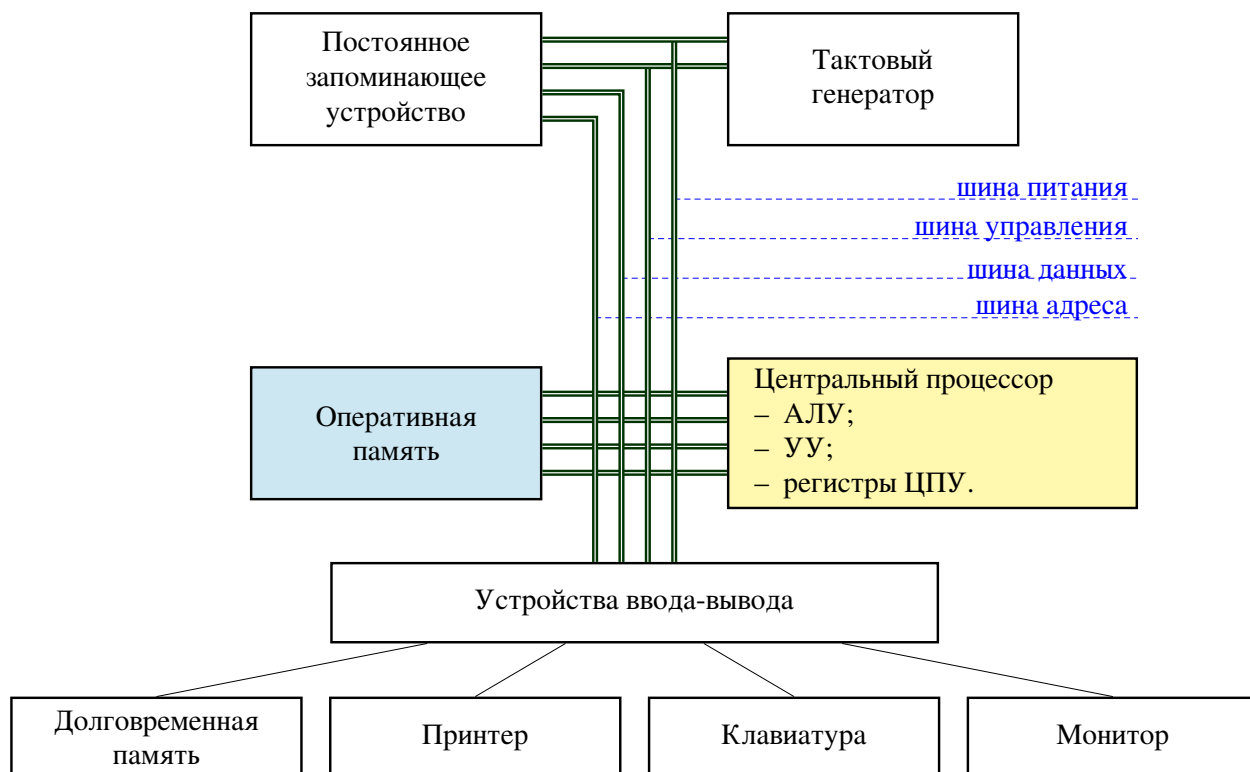 Постоянное
запоминающее
устройство
Тактовый
генератор
шина питания
шина управления
шина данных
шина адреса
Оперативная
память
Центральный процессор
– АЛУ;
– УУ;
– регистры ЦПУ.
Устройства ввода-вывода
Долговременная
память
Принтер
Клавиатура
Монитор